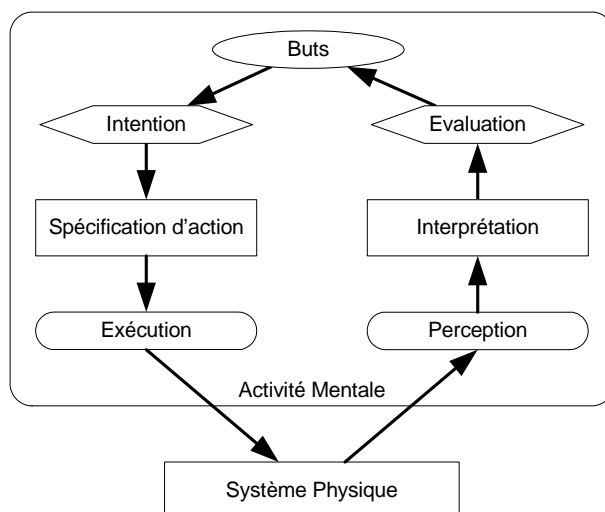 Buts
Intention
Evaluation
Spécification d'action
Interprétation
Exécution
Perception
Activité Mentale
Système Physique